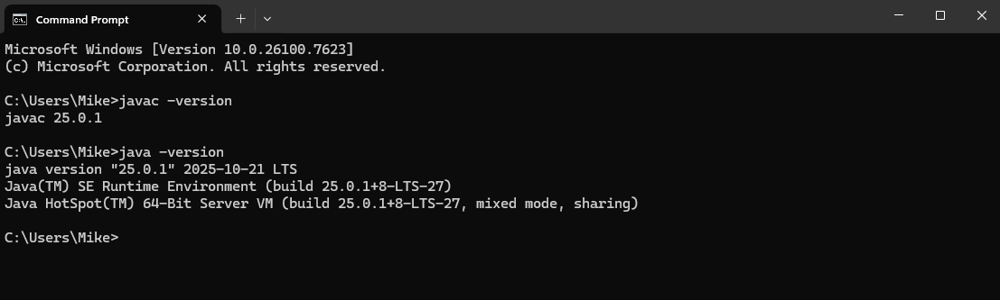 Command Prompt
Microsoft Windows [Version 10.0.26100.7623]
(c) Microsoft Corporation. All rights reserved.
C:\Users\Mike>javac -version
javac 25.0.1
C:\Users\Mike>java -version
java version "25.0.1" 2025-10-21 LTS
Java(TM) SE Runtime Environment (build 25.0.1+8-LTS-27)
Java HotSpot(TM) 64-Bit Server VM (build 25.0.1+8-LTS-27, mixed mode, sharing)
C:\Users\Mike>